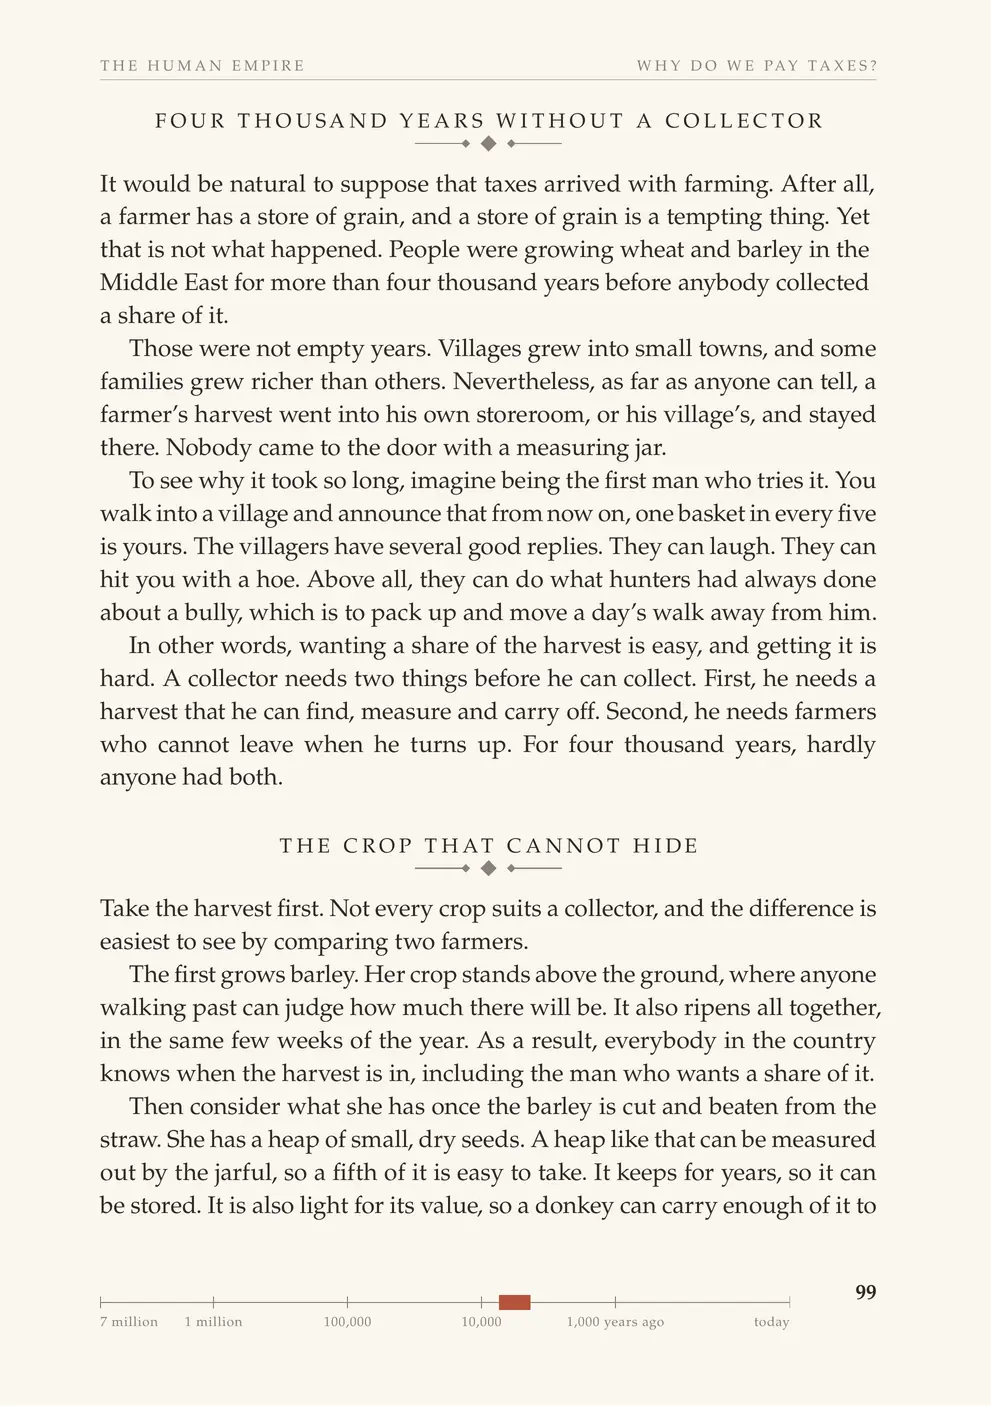 THE HUMAN EMPIRE
WHY DO WE PAY TAXES?
FOUR THOUSAND YEARS WITHOUT A COLLECTOR
It would be natural to suppose that taxes arrived with farming. After all,
a farmer has a store of grain, and a store of grain is a tempting thing. Yet
that is not what happened. People were growing wheat and barley in the
Middle East for more than four thousand years before anybody collected
a share of it.
Those were not empty years. Villages grew into small towns, and some
families grew richer than others. Nevertheless, as far as anyone can tell, a
farmer’s harvest went into his own storeroom, or his village’s, and stayed
there. Nobody came to the door with a measuring jar.
To see why it took so long, imagine being the first man who tries it. You
walk into a village and announce that from now on, one basket in every five
is yours. The villagers have several good replies. They can laugh. They can
hit you with a hoe. Above all, they can do what hunters had always done
about a bully, which is to pack up and move a day’s walk away from him.
In other words, wanting a share of the harvest is easy, and getting it is
hard. A collector needs two things before he can collect. First, he needs a
harvest that he can find, measure and carry off. Second, he needs farmers
who cannot leave when he turns up. For four thousand years, hardly
anyone had both.
THE CROP THAT CANNOT HIDE
Take the harvest first. Not every crop suits a collector, and the difference is
easiest to see by comparing two farmers.
The first grows barley. Her crop stands above the ground, where anyone
walking past can judge how much there will be. It also ripens all together,
in the same few weeks of the year. As a result, everybody in the country
knows when the harvest is in, including the man who wants a share of it.
Then consider what she has once the barley is cut and beaten from the
straw. She has a heap of small, dry seeds. A heap like that can be measured
out by the jarful, so a fifth of it is easy to take. It keeps for years, so it can
be stored. It is also light for its value, so a donkey can carry enough of it to
99
7 million 1 million 100,000 10,000 1,000 years ago today